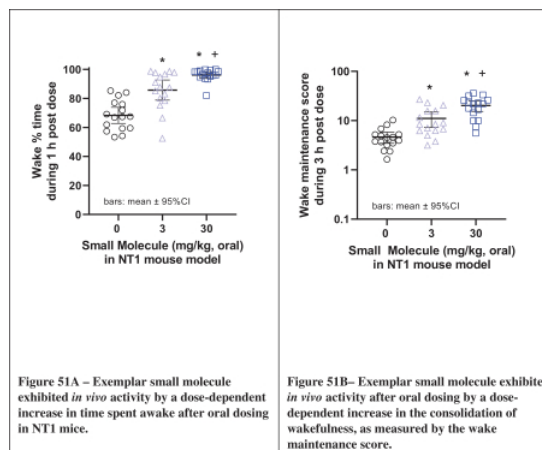 Wake % time
during 1 h post dose
100
80
60
40
20
0
*
* +
bars: mean ± 95%CI
0 3 30
Small Molecule (mg/kg, oral)
in NT1 mouse model
Figure 51A – Exemplar small molecule
exhibited in vivo activity by a dose-dependent
increase in time spent awake after oral dosing
in NT1 mice.
Wake maintenance score
during 3 h post dose
100
10
1
0.1
*
* +
bars: mean ± 95%CI
0 3 30
Small Molecule (mg/kg, oral)
in NT1 mouse model
Figure 51B– Exemplar small molecule exhibited
in vivo activity after oral dosing by a dose-
dependent increase in the consolidation of
wakefulness, as measured by the wake
maintenance score.